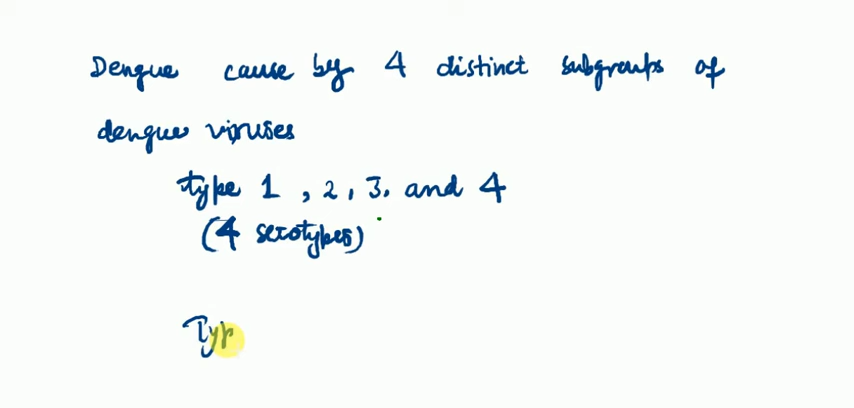 Dengue cause by 4 distinct subgroups of
dengue viruses
type 1 , 2, 3. and 4
(4 serotypes)
Typ